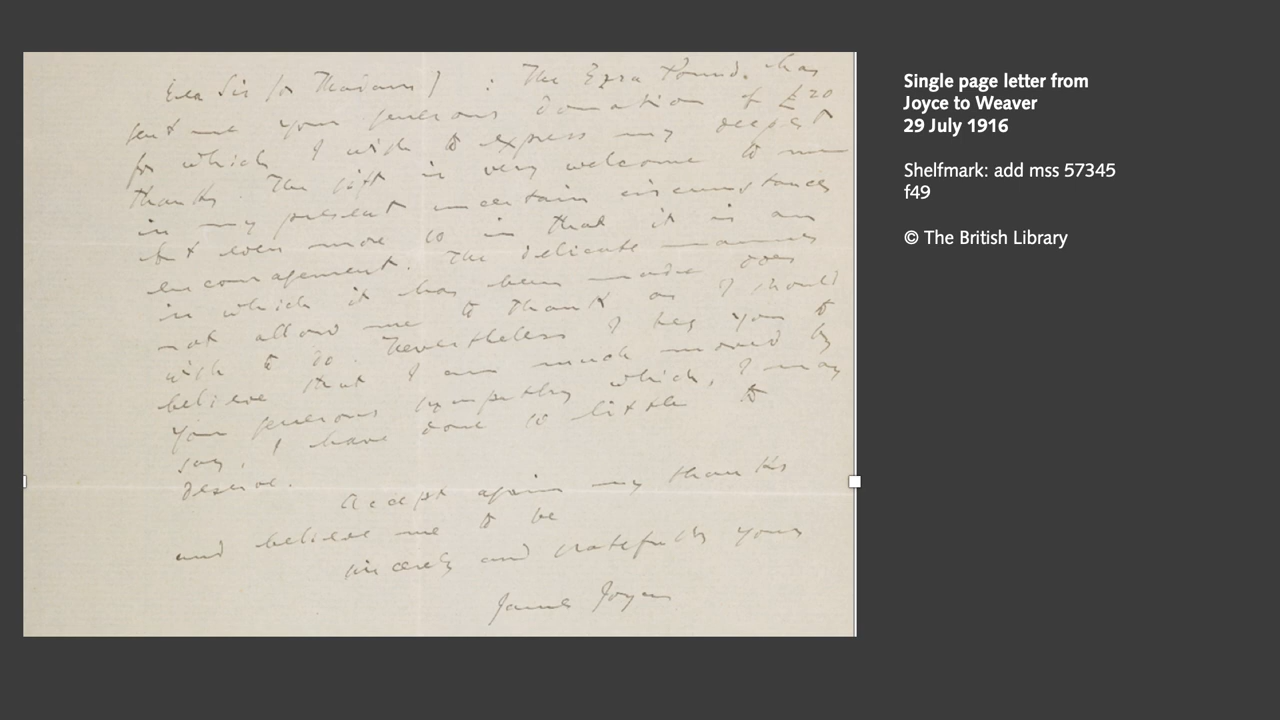 Dear Sir (or Madam) : Mr Ezra Pound has
sent me your generous donation of £20
for which I wish to express my deepest
thanks. The gift is very welcome to me
in my present uncertain circumstances
but even more so in that it is an
encouragement. The delicate manner
in which it has been made does
not allow me to thank as I should
wish to do. Nevertheless I beg you to
believe that I am much moved by
your generous sympathy which, I may
say, I have done so little to
deserve.
Accept again my thanks
and believe me to be
sincerely and gratefully yours
James Joyce
Single page letter from
Joyce to Weaver
29 July 1916
Shelfmark: add mss 57345
f49
© The British Library